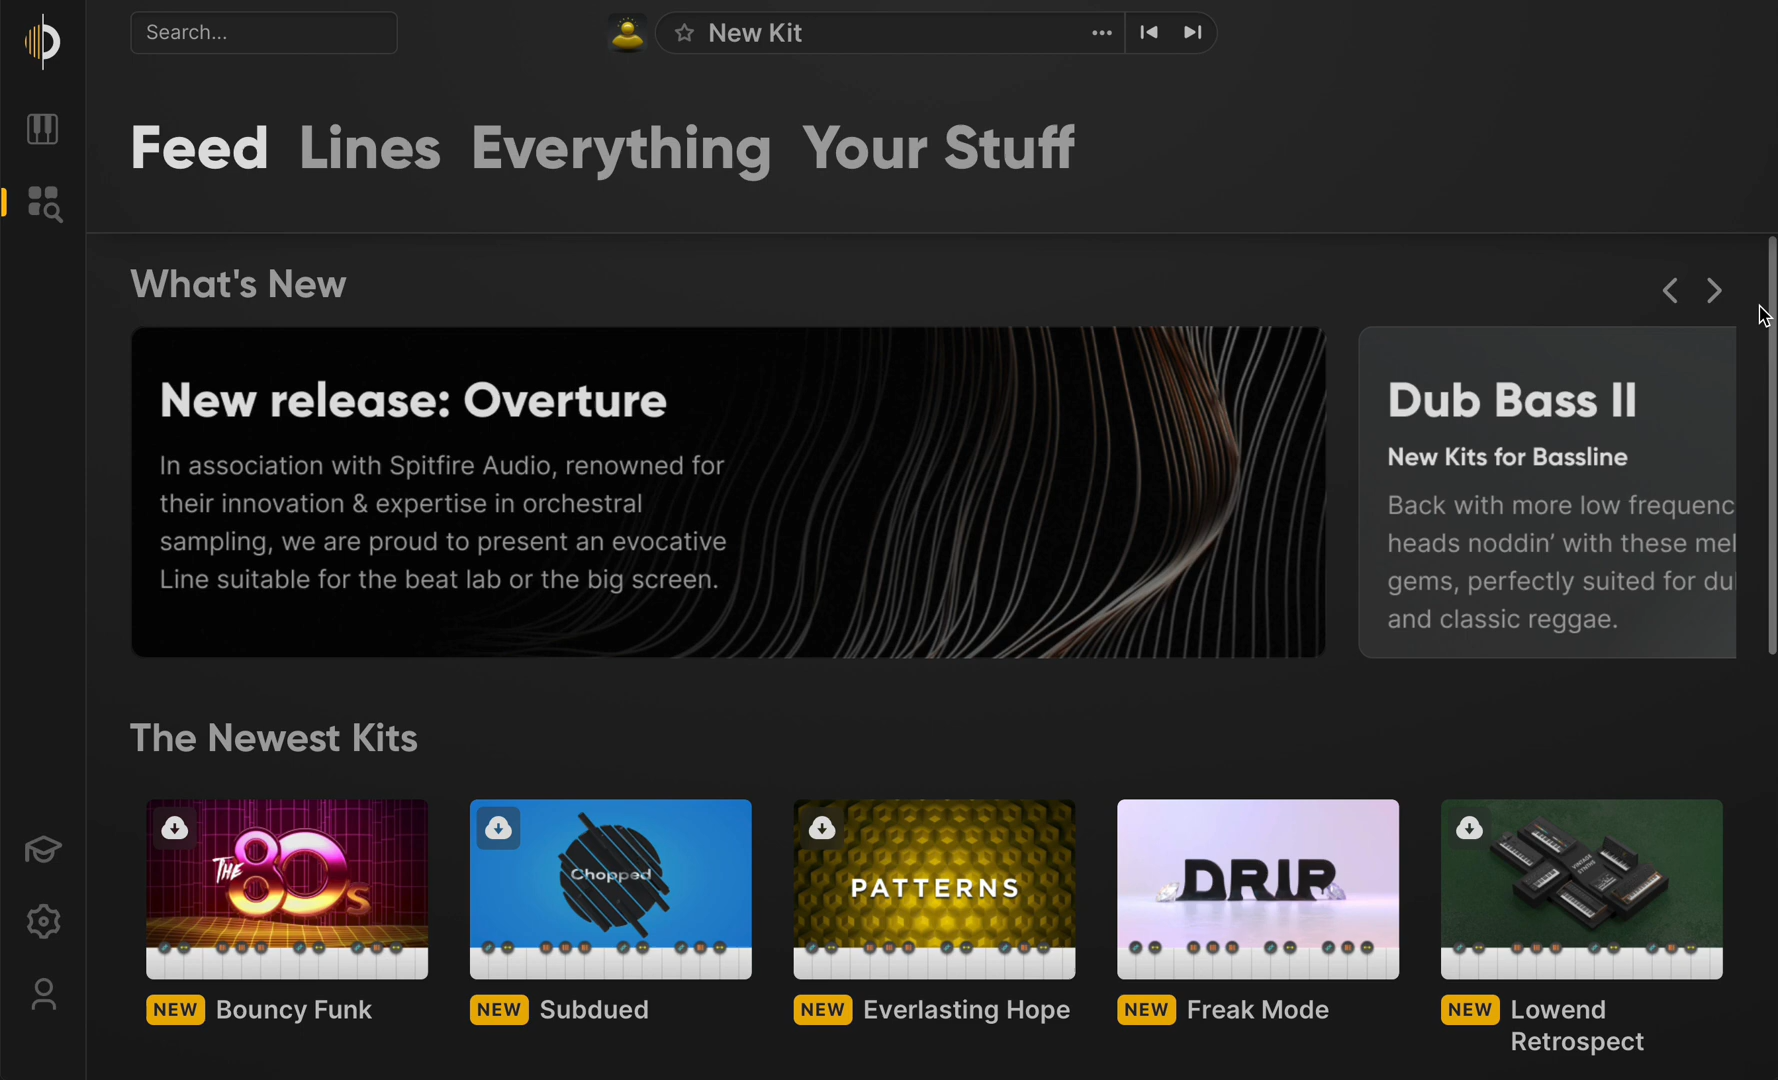 Search...
New Kit
Feed Lines Everything Your Stuff
What's New
New release: Overture
In association with Spitfire Audio, renowned for
their innovation & expertise in orchestral
sampling, we are proud to present an evocative
Line suitable for the beat lab or the big screen.
Dub Bass II
New Kits for Bassline
Back with more low frequenc
heads noddin’ with these mel
gems, perfectly suited for du
and classic reggae.
The Newest Kits
THE 80s
Chopped
PATTERNS
DRIP
VINTAGE
SYNTHS
NEW Bouncy Funk
NEW Subdued
NEW Everlasting Hope
NEW Freak Mode
NEW Lowend
Retrospect